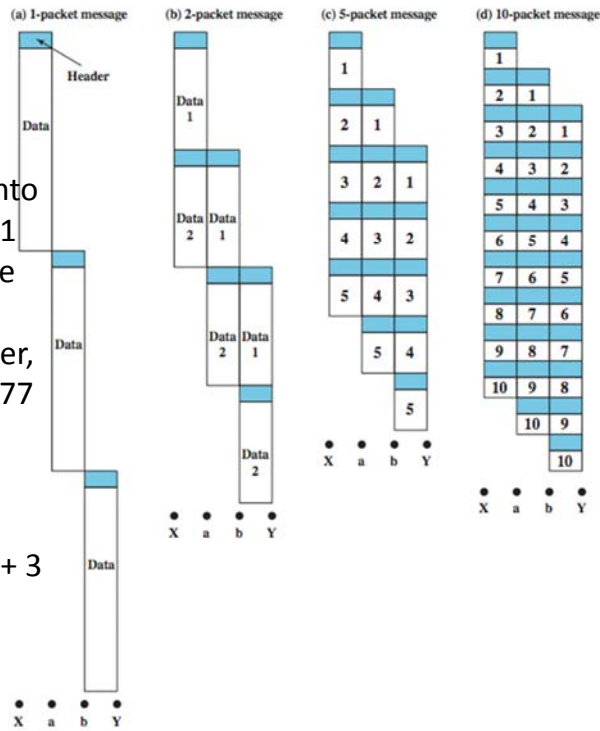 nto
1
e
er,
77
+ 3
(a) 1-packet message
Header
Data
Data
Data
X a b Y
(b) 2-packet message
Data
1
Data Data
2 1
Data Data
2 1
Data
2
X a b Y
(c) 5-packet message
1
2 1
3 2 1
4 3 2
5 4 3
5 4
5
X a b Y
(d) 10-packet message
1
2 1
3 2 1
4 3 2
5 4 3
6 5 4
7 6 5
8 7 6
9 8 7
10 9 8
10 9
10
X a b Y